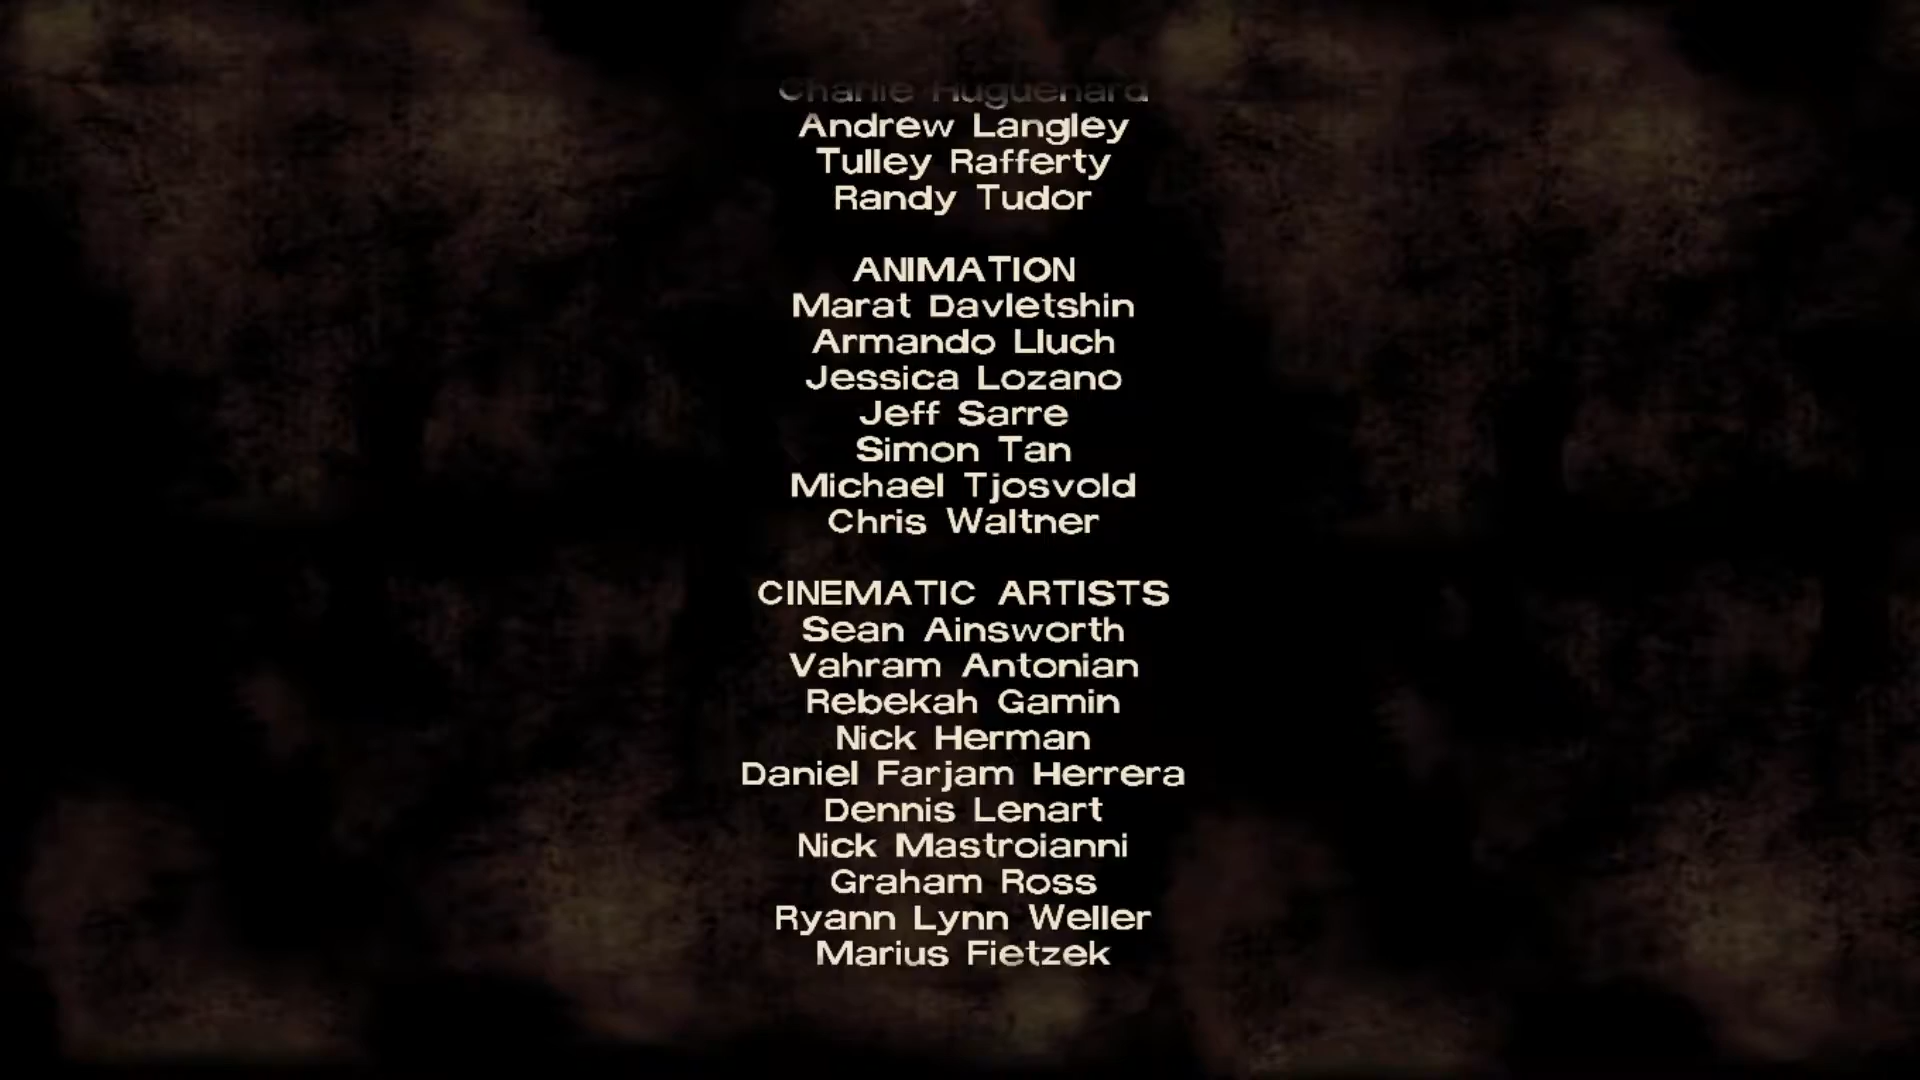 Charlie Huguenard
Andrew Langley
Tulley Rafferty
Randy Tudor
ANIMATION
Marat Davletshin
Armando Lluch
Jessica Lozano
Jeff Sarre
Simon Tan
Michael Tjosvold
Chris Waltner
CINEMATIC ARTISTS
Sean Ainsworth
Vahram Antonian
Rebekah Gamin
Nick Herman
Daniel Farjam Herrera
Dennis Lenart
Nick Mastroianni
Graham Ross
Ryann Lynn Weller
Marius Fietzek